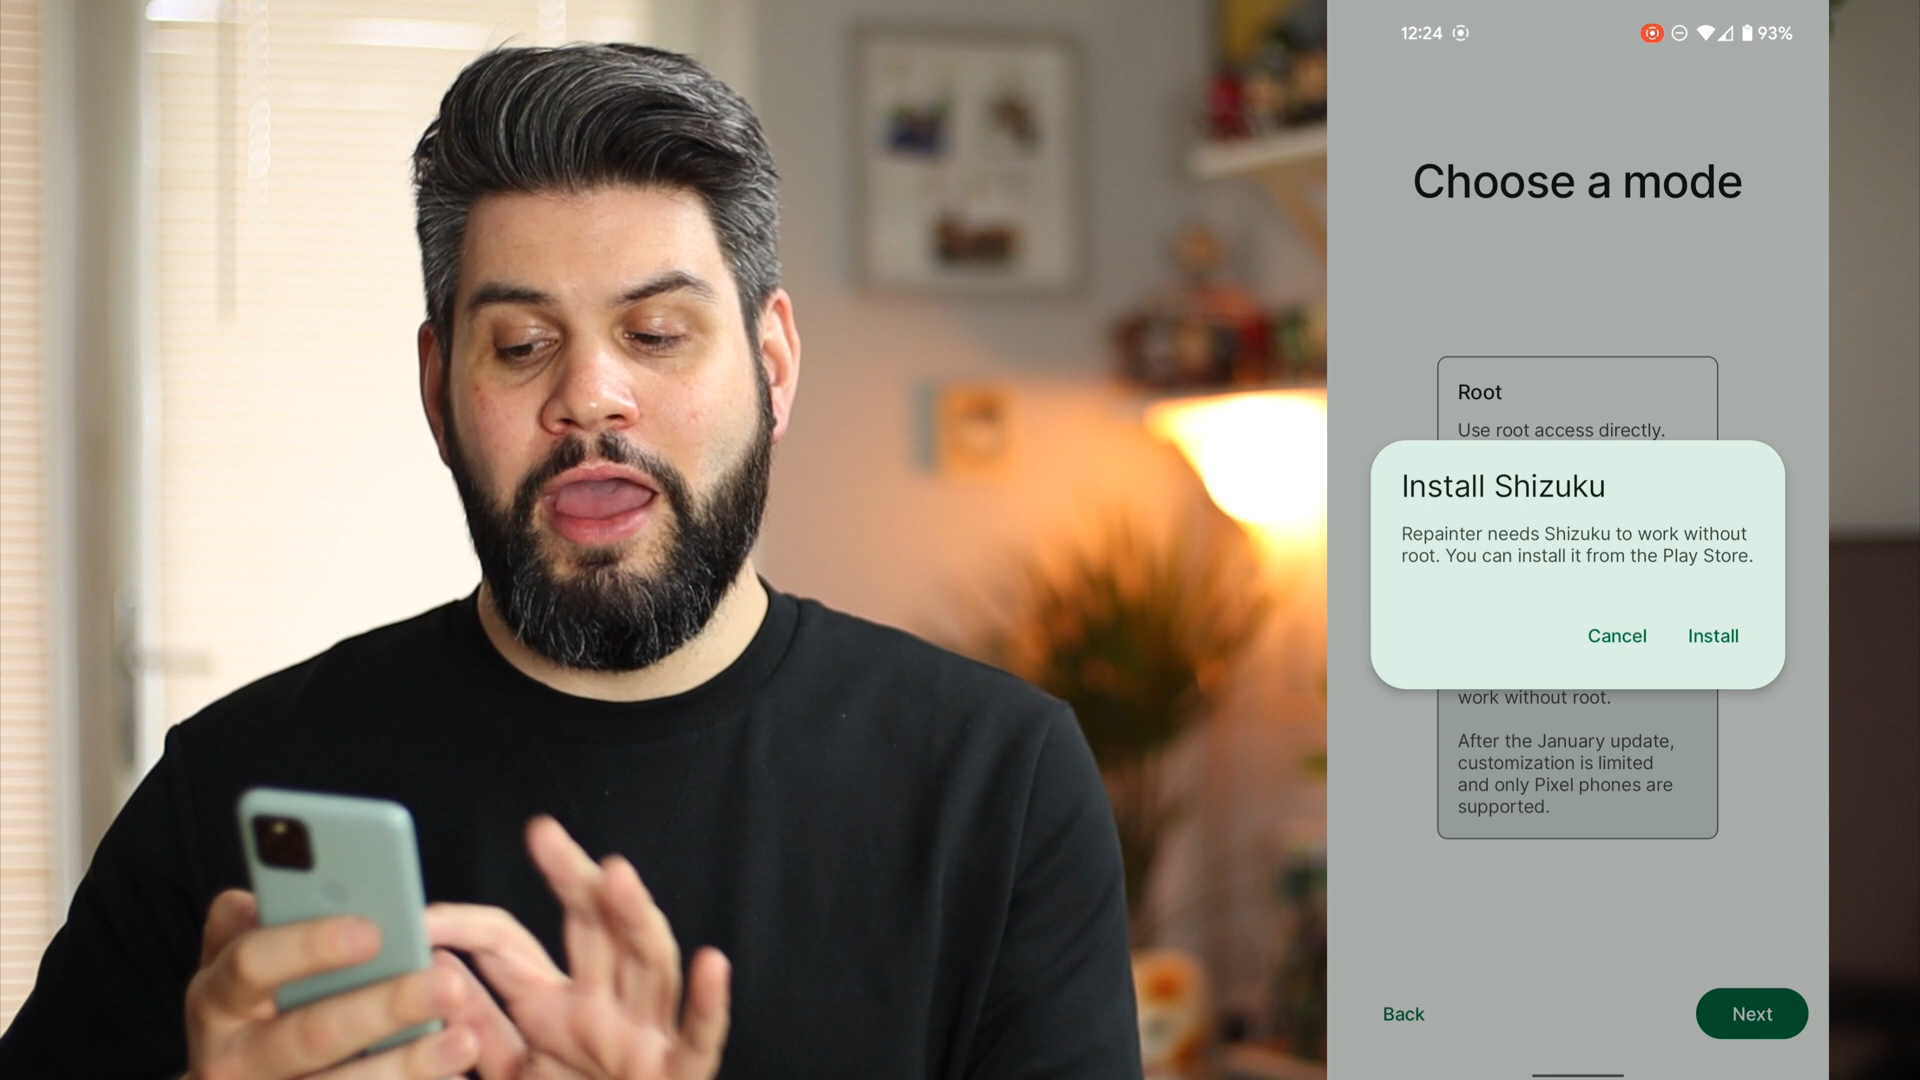 12:24
93%
Choose a mode
Root
Use root access directly.
Install Shizuku
Repainter needs Shizuku to work without
root. You can install it from the Play Store.
Cancel
Install
work without root.
After the January update,
customization is limited
and only Pixel phones are
supported.
Back
Next